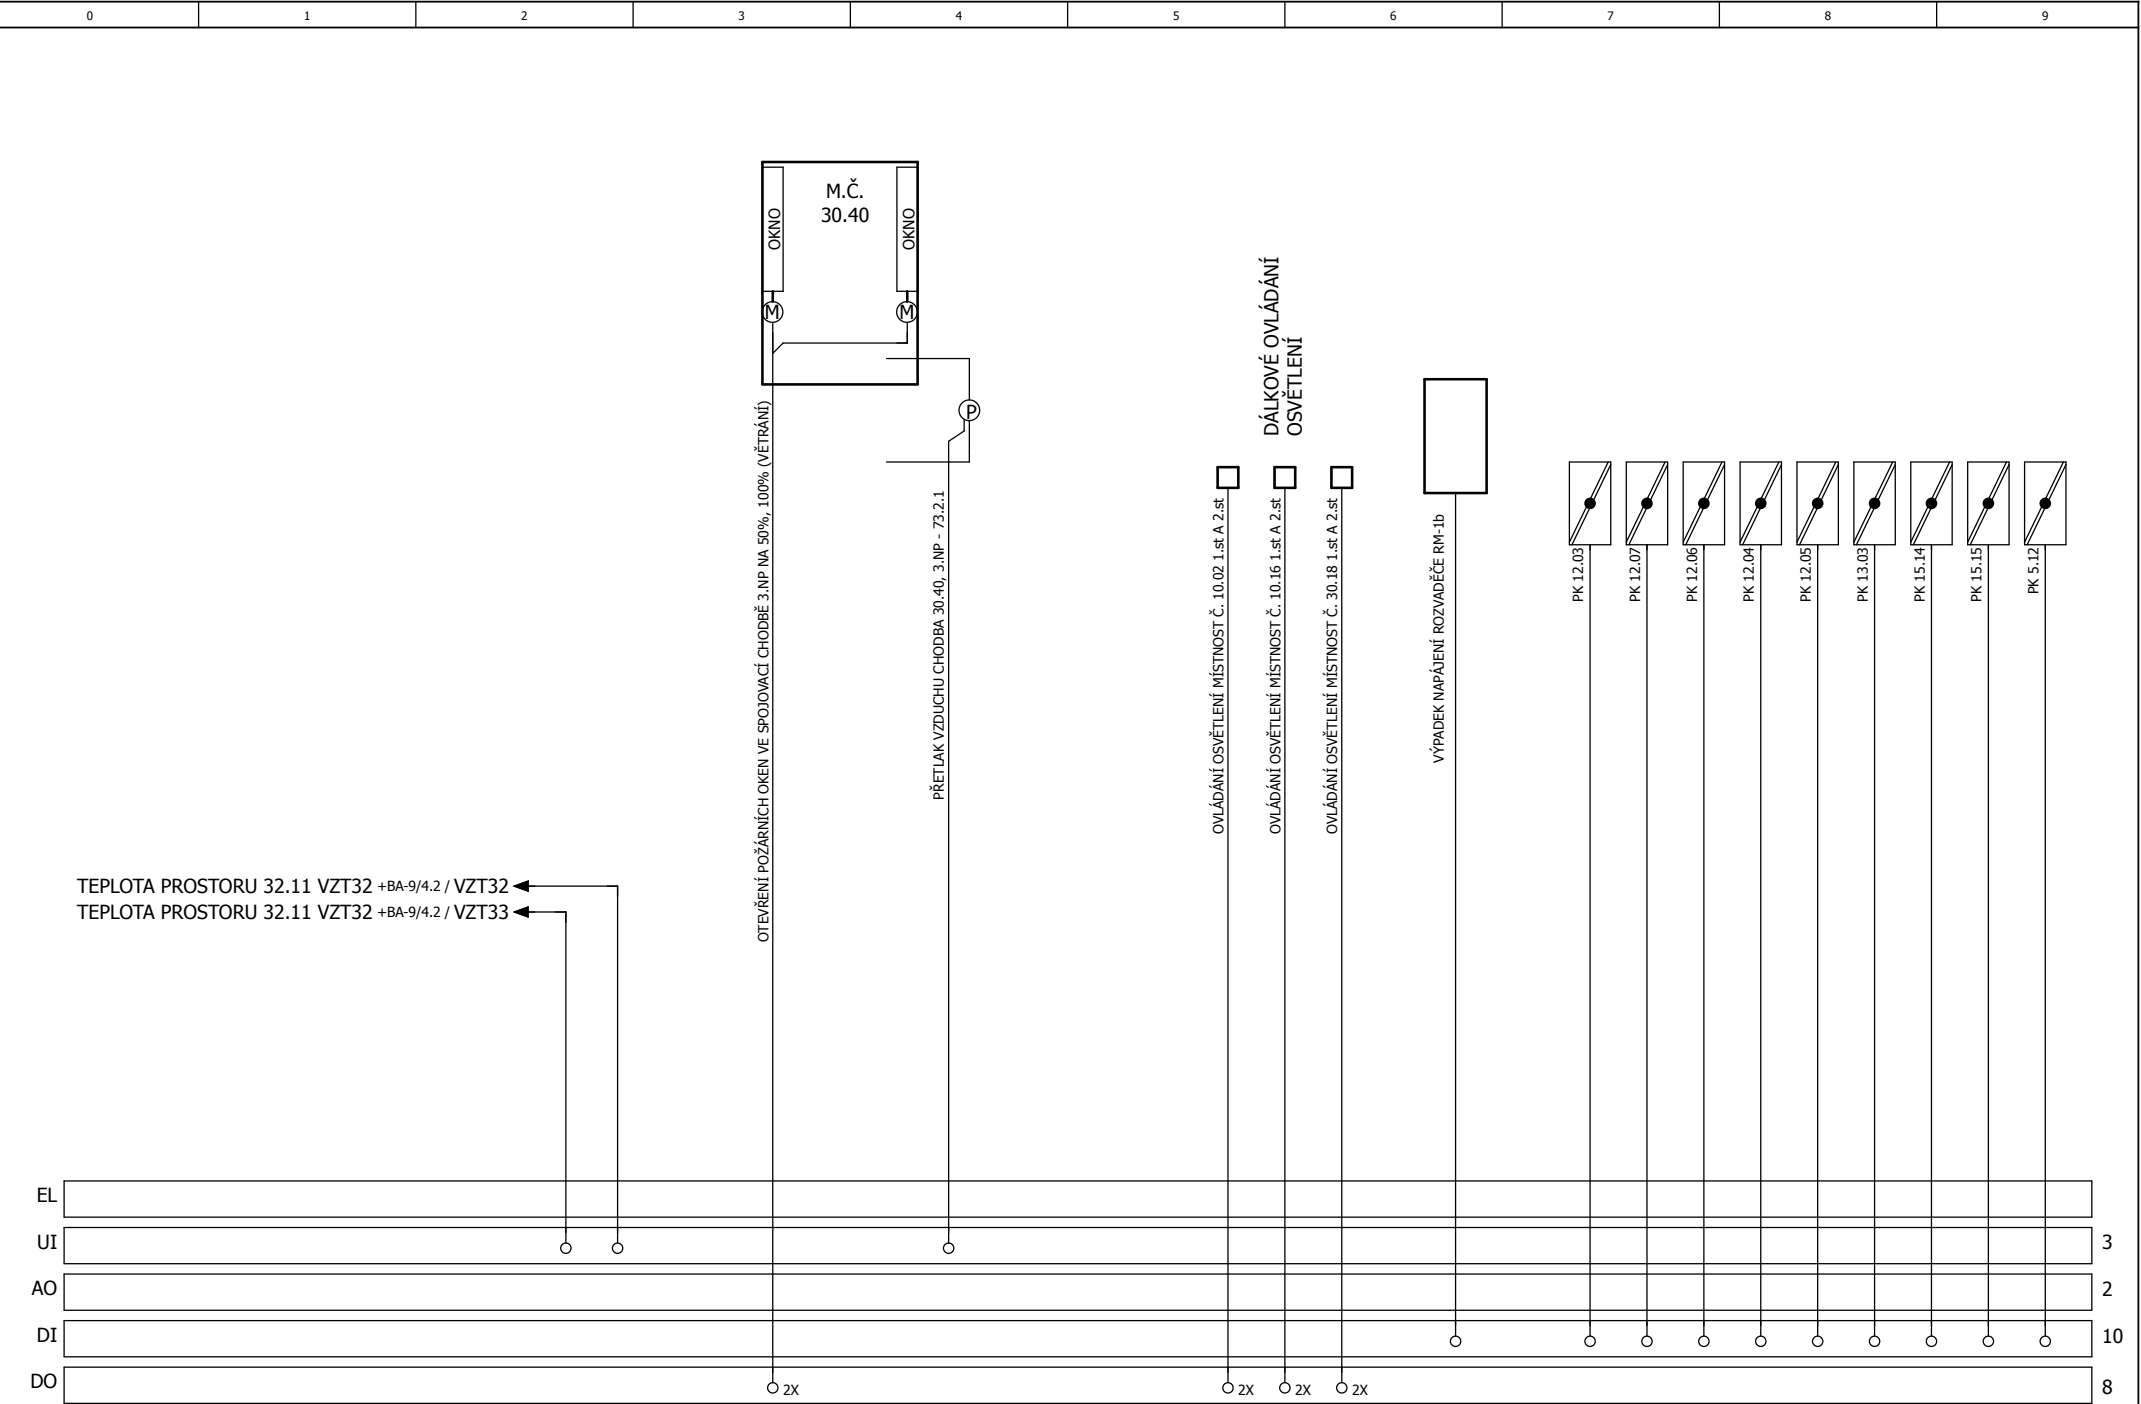 0 1 2 3 4 5 6 7 8 9
M.Č.
30.40
OKNO
OKNO
M
M
P
OTEVŘENÍ POŽÁRNÍCH OKEN VE SPOJOVACÍ CHODBĚ 3.NP NA 50%, 100% (VĚTRÁNÍ)
PŘETLAK VZDUCHU CHODBA 30.40, 3.NP - 73.2.1
DÁLKOVÉ OVLÁDÁNÍ
OSVĚTLENÍ
OVLÁDÁNÍ OSVĚTLENÍ MÍSTNOST Č. 10.02 1.st A 2.st
OVLÁDÁNÍ OSVĚTLENÍ MÍSTNOST Č. 10.16 1.st A 2.st
OVLÁDÁNÍ OSVĚTLENÍ MÍSTNOST Č. 30.18 1.st A 2.st
VÝPADEK NAPÁJENÍ ROZVADĚČE RM-1b
PK 12.03
PK 12.07
PK 12.06
PK 12.04
PK 12.05
PK 13.03
PK 15.14
PK 15.15
PK 5.12
TEPLOTA PROSTORU 32.11 VZT32 +BA-9/4.2 / VZT32
TEPLOTA PROSTORU 32.11 VZT32 +BA-9/4.2 / VZT33
EL
UI 3
AO 2
DI 10
DO 2X 2X 2X 2X 8